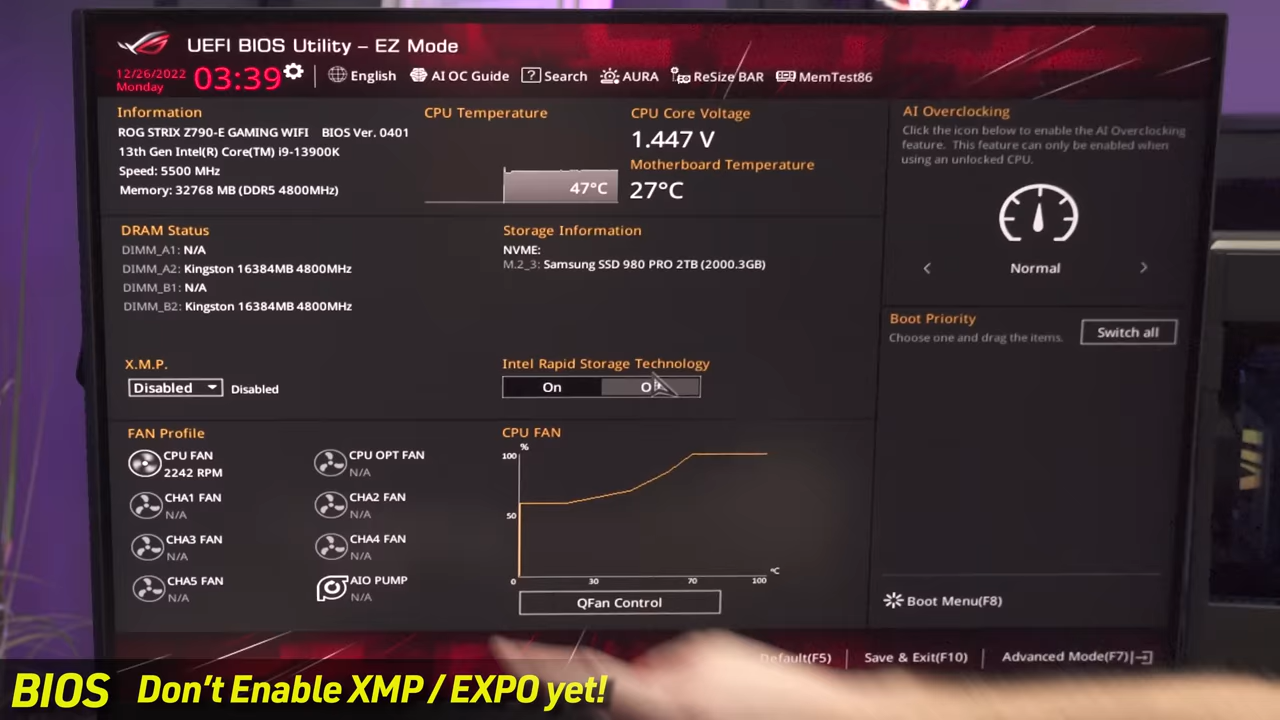 UEFI BIOS Utility – EZ Mode
12/26/2022
Monday
03:39
English
AI OC Guide
? Search
AURA
ReSize BAR
MemTest86
Information
ROG STRIX Z790-E GAMING WIFI BIOS Ver. 0401
13th Gen Intel(R) Core(TM) i9-13900K
Speed: 5500 MHz
Memory: 32768 MB (DDR5 4800MHz)
CPU Temperature
47°C
CPU Core Voltage
1.447 V
Motherboard Temperature
27°C
AI Overclocking
Click the icon below to enable the AI Overclocking
feature. This feature can only be enabled when
using an unlocked CPU.
Normal
DRAM Status
DIMM_A1: N/A
DIMM_A2: Kingston 16384MB 4800MHz
DIMM_B1: N/A
DIMM_B2: Kingston 16384MB 4800MHz
Storage Information
NVME:
M.2_3: Samsung SSD 980 PRO 2TB (2000.3GB)
Boot Priority
Choose one and drag the items.
Switch all
X.M.P.
Disabled
Disabled
Intel Rapid Storage Technology
On
FAN Profile
CPU FAN
2242 RPM
CPU OPT FAN
N/A
CHA1 FAN
N/A
CHA2 FAN
N/A
CHA3 FAN
N/A
CHA4 FAN
N/A
CHA5 FAN
N/A
AIO PUMP
N/A
CPU FAN
%
100
50
0
30
70
100
°C
QFan Control
Boot Menu(F8)
Default(F5)
Save & Exit(F10)
Advanced Mode(F7)
BIOS Don't Enable XMP / EXPO yet!